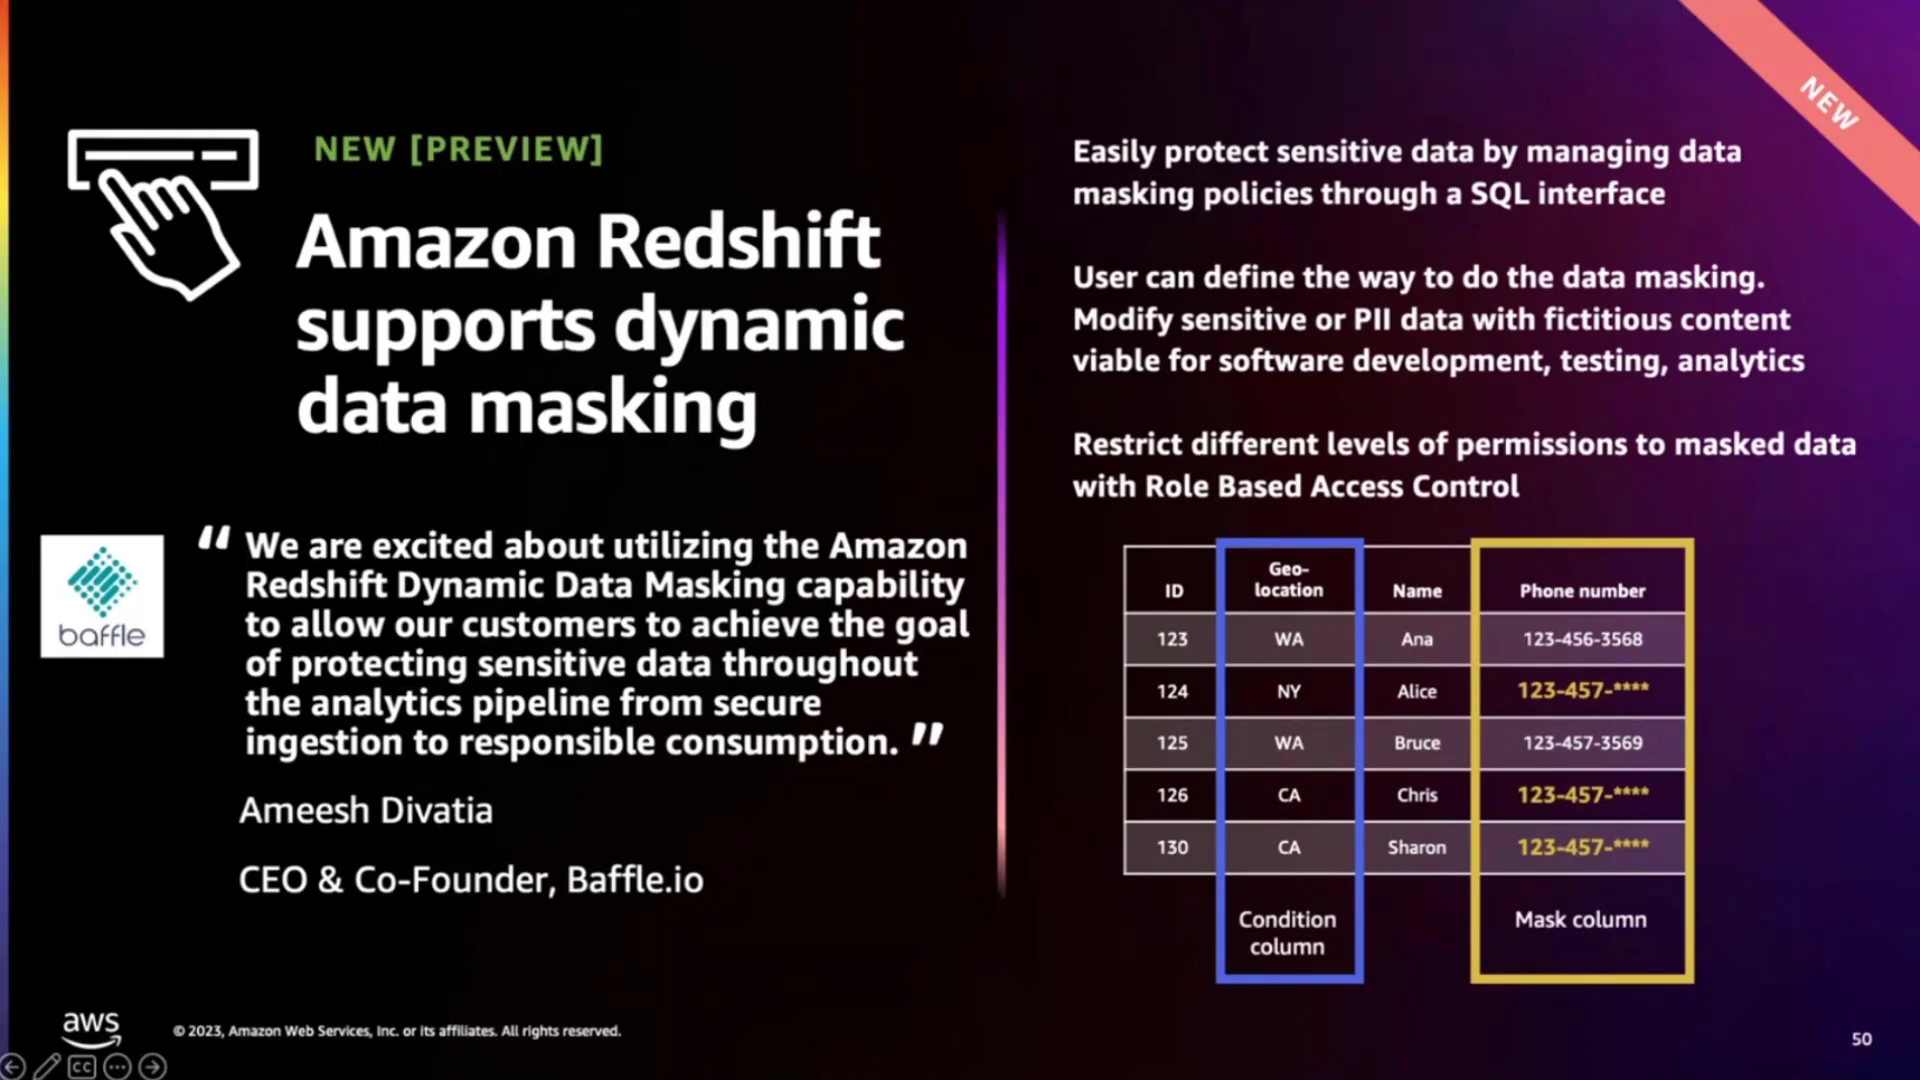 NEW
NEW [PREVIEW]
Amazon Redshift
supports dynamic
data masking
“ We are excited about utilizing the Amazon
Redshift Dynamic Data Masking capability
to allow our customers to achieve the goal
of protecting sensitive data throughout
the analytics pipeline from secure
ingestion to responsible consumption. ”
baffle
Ameesh Divatia
CEO & Co-Founder, Baffle.io
Easily protect sensitive data by managing data
masking policies through a SQL interface
User can define the way to do the data masking.
Modify sensitive or PII data with fictitious content
viable for software development, testing, analytics
Restrict different levels of permissions to masked data
with Role Based Access Control
ID Geo-location Name Phone number
123 WA Ana 123-456-3568
124 NY Alice 123-457-****
125 WA Bruce 123-457-3569
126 CA Chris 123-457-****
130 CA Sharon 123-457-****
Condition
column
Mask column
aws
© 2023, Amazon Web Services, Inc. or its affiliates. All rights reserved.
50
CC